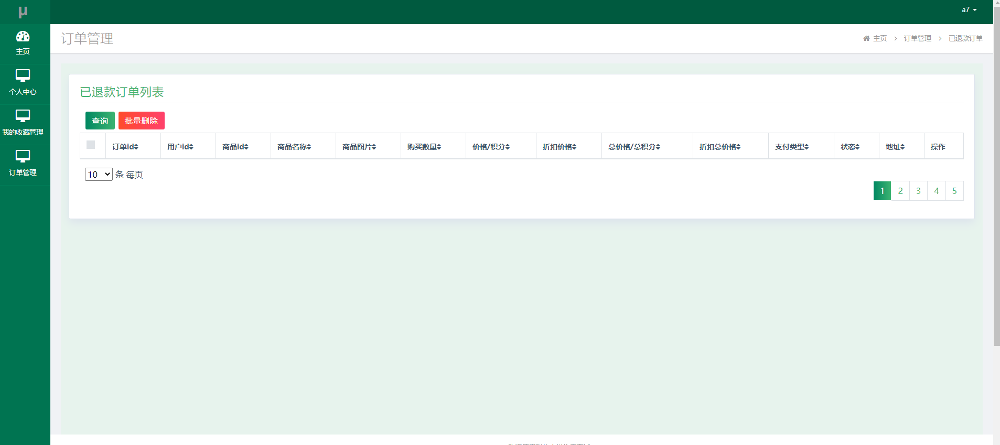 μ
a7
主页
个人中心
我的收藏管理
订单管理
订单管理
主页 > 订单管理 > 已退款订单
已退款订单列表
查询 批量删除
订单id 用户id 商品id 商品名称 商品图片 购买数量 价格/积分 折扣价格 总价格/总积分 折扣总价格 支付类型 状态 地址 操作
10 条 每页
1 2 3 4 5